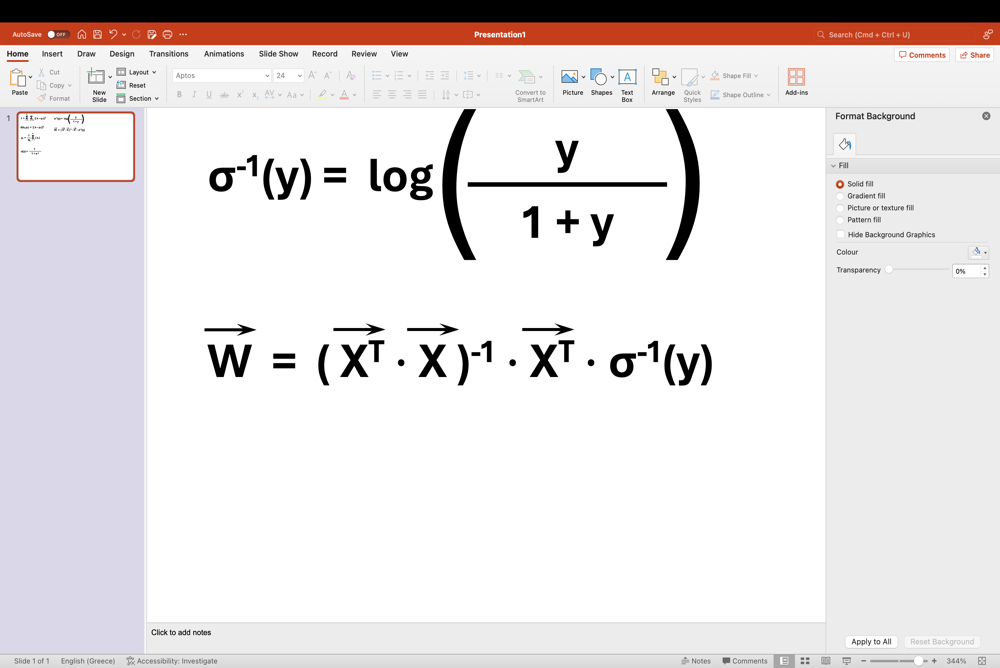 AutoSave OFF Presentation1 Search (Cmd + Ctrl + U)
Home Insert Draw Design Transitions Animations Slide Show Record Review View Comments Share
Paste Cut Copy Format New Slide Layout Reset Section Aptos 24 Convert to SmartArt Picture Shapes Text Box Arrange Quick Styles Shape Fill Shape Outline Add-ins
1
σ⁻¹(y) = log( y / 1 + y )
W = ( Xᵀ · X )⁻¹ · Xᵀ · σ⁻¹(y)
Click to add notes
Format Background
Fill
Solid fill
Gradient fill
Picture or texture fill
Pattern fill
Hide Background Graphics
Colour
Transparency 0%
Apply to All Reset Background
Slide 1 of 1 English (Greece) Accessibility: Investigate Notes Comments 344%